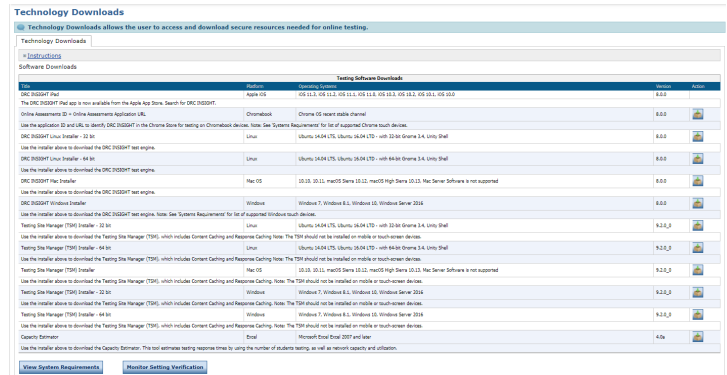 Technology Downloads
Technology Downloads allows the user to access and download secure resources needed for online testing.
Technology Downloads
Instructions
Software Downloads
Testing Software Downloads
Title Platform Operating Systems Version Action
DRC INSIGHT iPad Apple iOS iOS 11.3, iOS 11.2, iOS 11.1, iOS 11.0, iOS 10.3, iOS 10.2, iOS 10.1, iOS 10.0 8.0.0
The DRC INSIGHT iPad app is now available from the Apple App Store. Search for DRC INSIGHT.
Online Assessments ID = Online Assessments Application URL Chromebook Chrome OS recent stable channel 8.0.0
Use the application ID and URL to identify DRC INSIGHT in the Chrome Store for testing on Chromebook devices. Note: See 'Systems Requirements' for list of supported Chrome touch devices.
DRC INSIGHT Linux Installer - 32 bit Linux Ubuntu 14.04 LTS, Ubuntu 16.04 LTD - with 32-bit Gnome 3.4, Unity Shell 8.0.0
Use the installer above to download the DRC INSIGHT test engine.
DRC INSIGHT Linux Installer - 64 bit Linux Ubuntu 14.04 LTS, Ubuntu 16.04 LTD - with 64-bit Gnome 3.4, Unity Shell 8.0.0
Use the installer above to download the DRC INSIGHT test engine.
DRC INSIGHT Mac Installer Mac OS 10.10, 10.11, macOS Sierra 10.12, macOS High Sierra 10.13. Mac Server Software is not supported 8.0.0
Use the installer above to download the DRC INSIGHT test engine.
DRC INSIGHT Windows Installer Windows Windows 7, Windows 8.1, Windows 10, Windows Server 2016 8.0.0
Use the installer above to download the DRC INSIGHT test engine. Note: See 'Systems Requirements' for list of supported Windows touch devices.
Testing Site Manager (TSM) Installer - 32 bit Linux Ubuntu 14.04 LTS, Ubuntu 16.04 LTD - with 32-bit Gnome 3.4, Unity Shell 9.2.0_0
Use the installer above to download the Testing Site Manager (TSM), which includes Content Caching and Response Caching. Note: The TSM should not be installed on mobile or touch-screen devices.
Testing Site Manager (TSM) Installer - 64 bit Linux Ubuntu 14.04 LTS, Ubuntu 16.04 LTD - with 64-bit Gnome 3.4, Unity Shell 9.2.0_0
Use the installer above to download the Testing Site Manager (TSM), which includes Content Caching and Response Caching. Note: The TSM should not be installed on mobile or touch-screen devices.
Testing Site Manager (TSM) Installer Mac OS 10.10, 10.11, macOS Sierra 10.12, macOS High Sierra 10.13. Mac Server Software is not supported 9.2.0_0
Use the installer above to download the Testing Site Manager (TSM), which includes Content Caching and Response Caching. Note: The TSM should not be installed on mobile or touch-screen devices.
Testing Site Manager (TSM) Installer - 32 bit Windows Windows 7, Windows 8.1, Windows 10, Windows Server 2016 9.2.0_0
Use the installer above to download the Testing Site Manager (TSM), which includes Content Caching and Response Caching. Note: The TSM should not be installed on mobile or touch-screen devices.
Testing Site Manager (TSM) Installer - 64 bit Windows Windows 7, Windows 8.1, Windows 10, Windows Server 2016 9.2.0_0
Use the installer above to download the Testing Site Manager (TSM), which includes Content Caching and Response Caching. Note: The TSM should not be installed on mobile or touch-screen devices.
Capacity Estimator Excel Microsoft Excel Excel 2007 and later 4.0a
Use the installer above to download the Capacity Estimator. This tool estimates testing response times by using the number of students testing, as well as network capacity and utilization.
View System Requirements Monitor Setting Verification